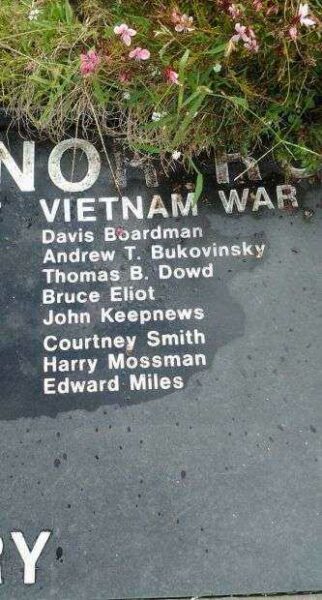 VIETNAM WAR
Davis Boardman
Andrew T. Bukovinsky
Thomas B. Dowd
Bruce Eliot
John Keepnews
Courtney Smith
Harry Mossman
Edward Miles